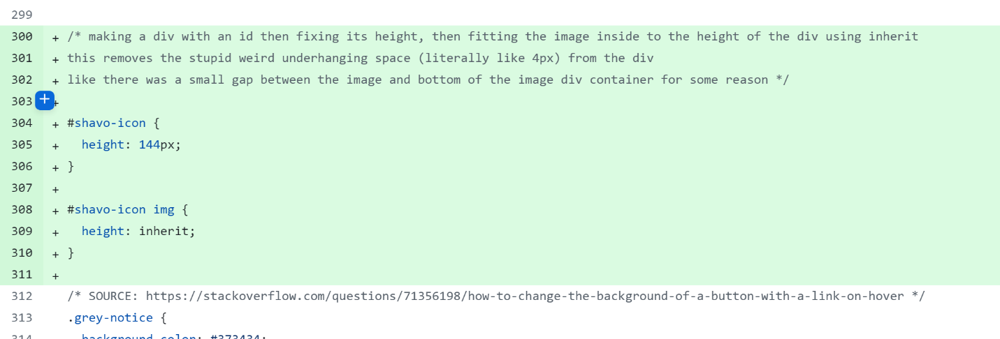 299
300 + /* making a div with an id then fixing its height, then fitting the image inside to the height of the div using inherit
301 + this removes the stupid weird underhanging space (literally like 4px) from the div
302 + like there was a small gap between the image and bottom of the image div container for some reason */
303 +
304 + #shavo-icon {
305 +   height: 144px;
306 + }
307 +
308 + #shavo-icon img {
309 +   height: inherit;
310 + }
311 +
312 /* SOURCE: https://stackoverflow.com/questions/71356198/how-to-change-the-background-of-a-button-with-a-link-on-hover */
313 .grey-notice {
314 background-color: #373434;